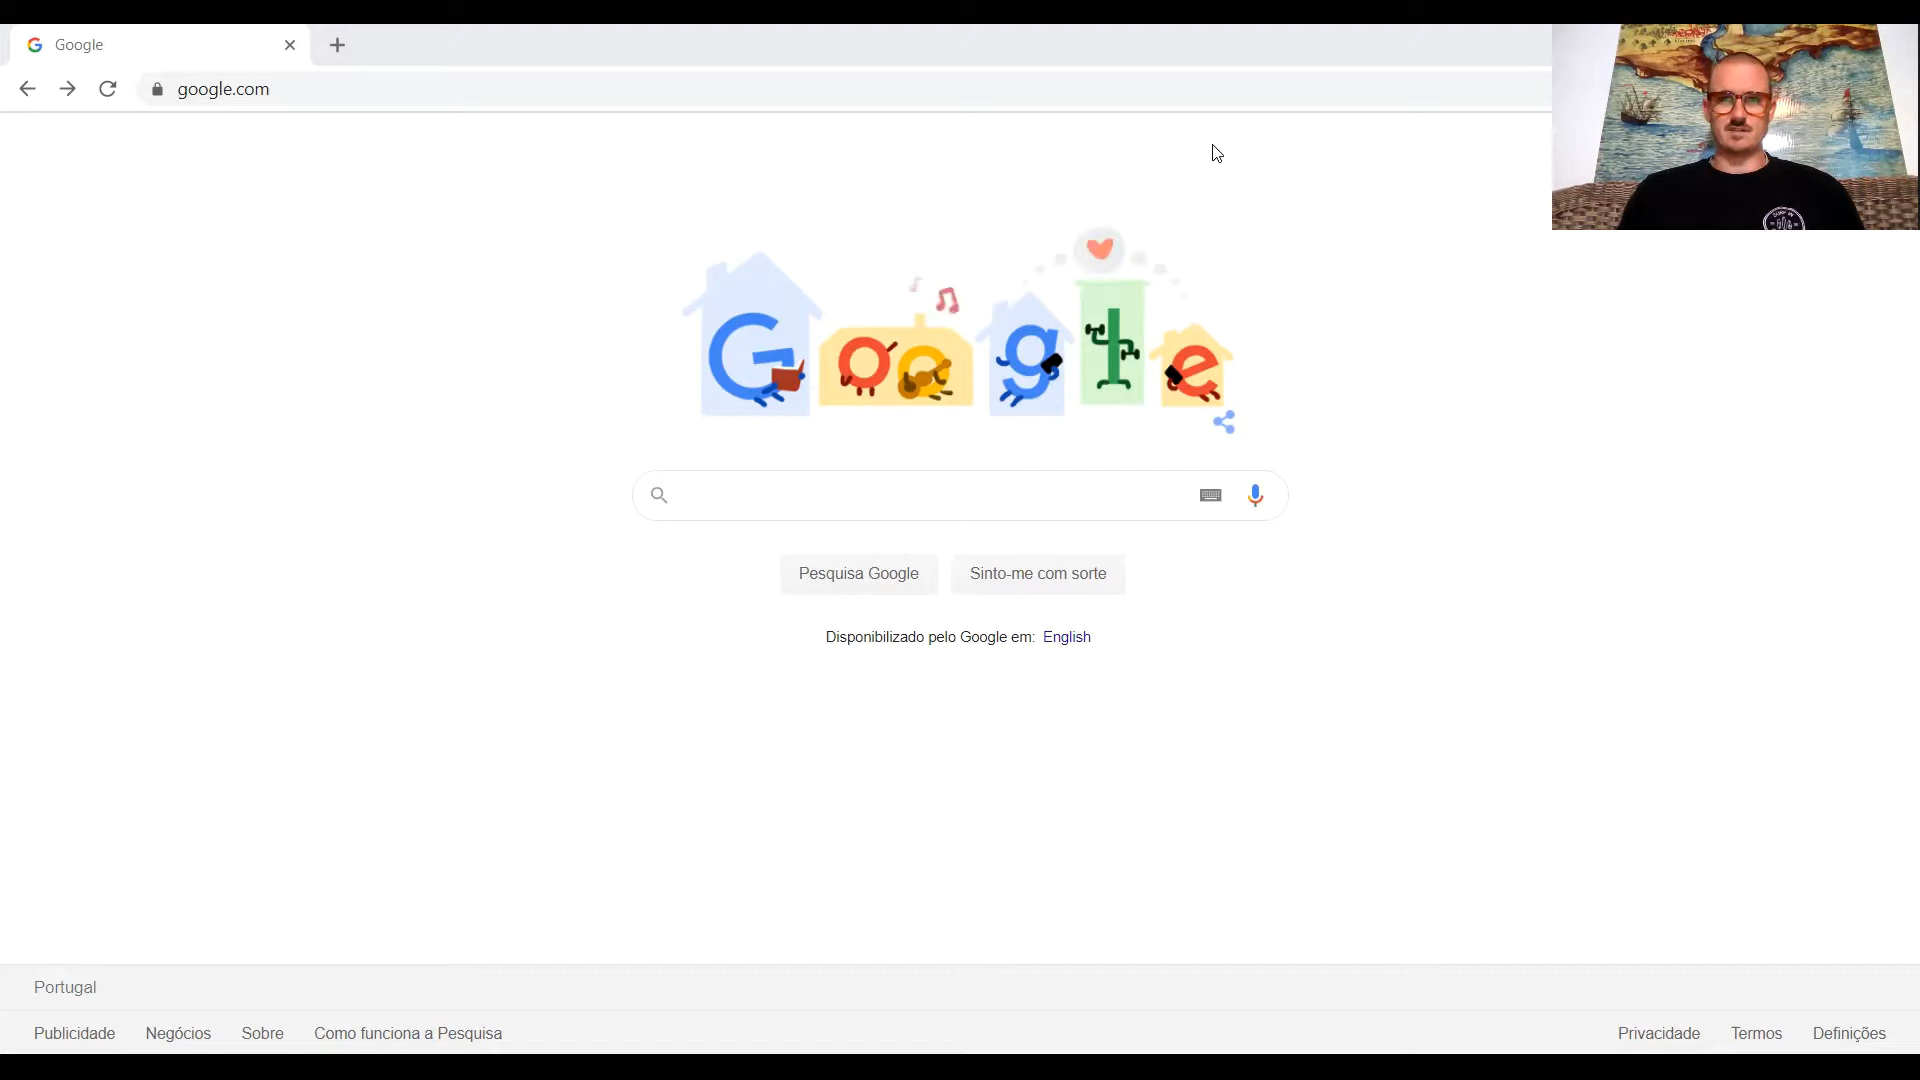 Google
google.com
Google
Pesquisa Google
Sinto-me com sorte
Disponibilizado pelo Google em: English
Portugal
Publicidade
Negócios
Sobre
Como funciona a Pesquisa
Privacidade
Termos
Definições